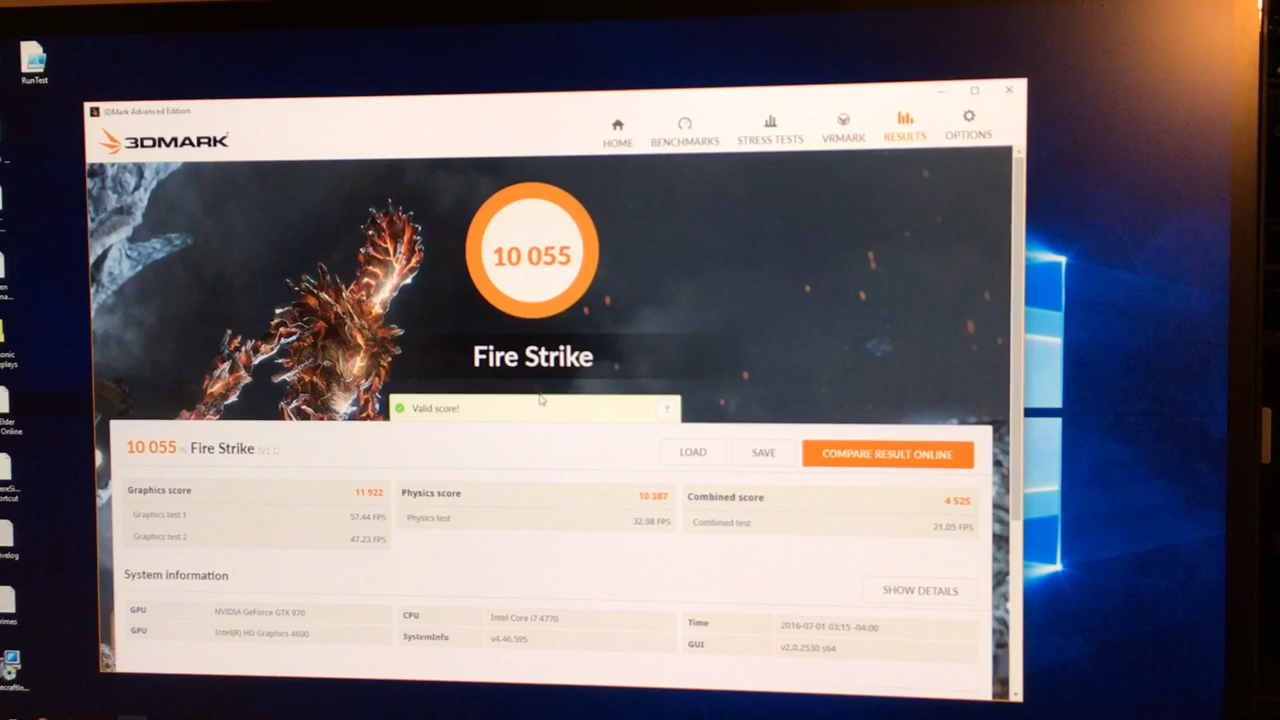 RunTest
3DMark Advanced Edition
3DMARK
HOME
BENCHMARKS
STRESS TESTS
VRMARK
RESULTS
OPTIONS
10 055
Fire Strike
Valid score!
?
10 055 IN Fire Strike (V1.1)
LOAD
SAVE
COMPARE RESULT ONLINE
Graphics score 11 922
Graphics test 1 57.44 FPS
Graphics test 2 47.23 FPS
Physics score 10 387
Physics test 32.98 FPS
Combined score 4 525
Combined test 21.05 FPS
System information
SHOW DETAILS
GPU NVIDIA GeForce GTX 970
GPU Intel(R) HD Graphics 4600
CPU Intel Core i7 4770
SystemInfo v4.46.595
Time 2016-07-01 03:15 -04:00
GUI v2.0.2530 s64
Elder
Online